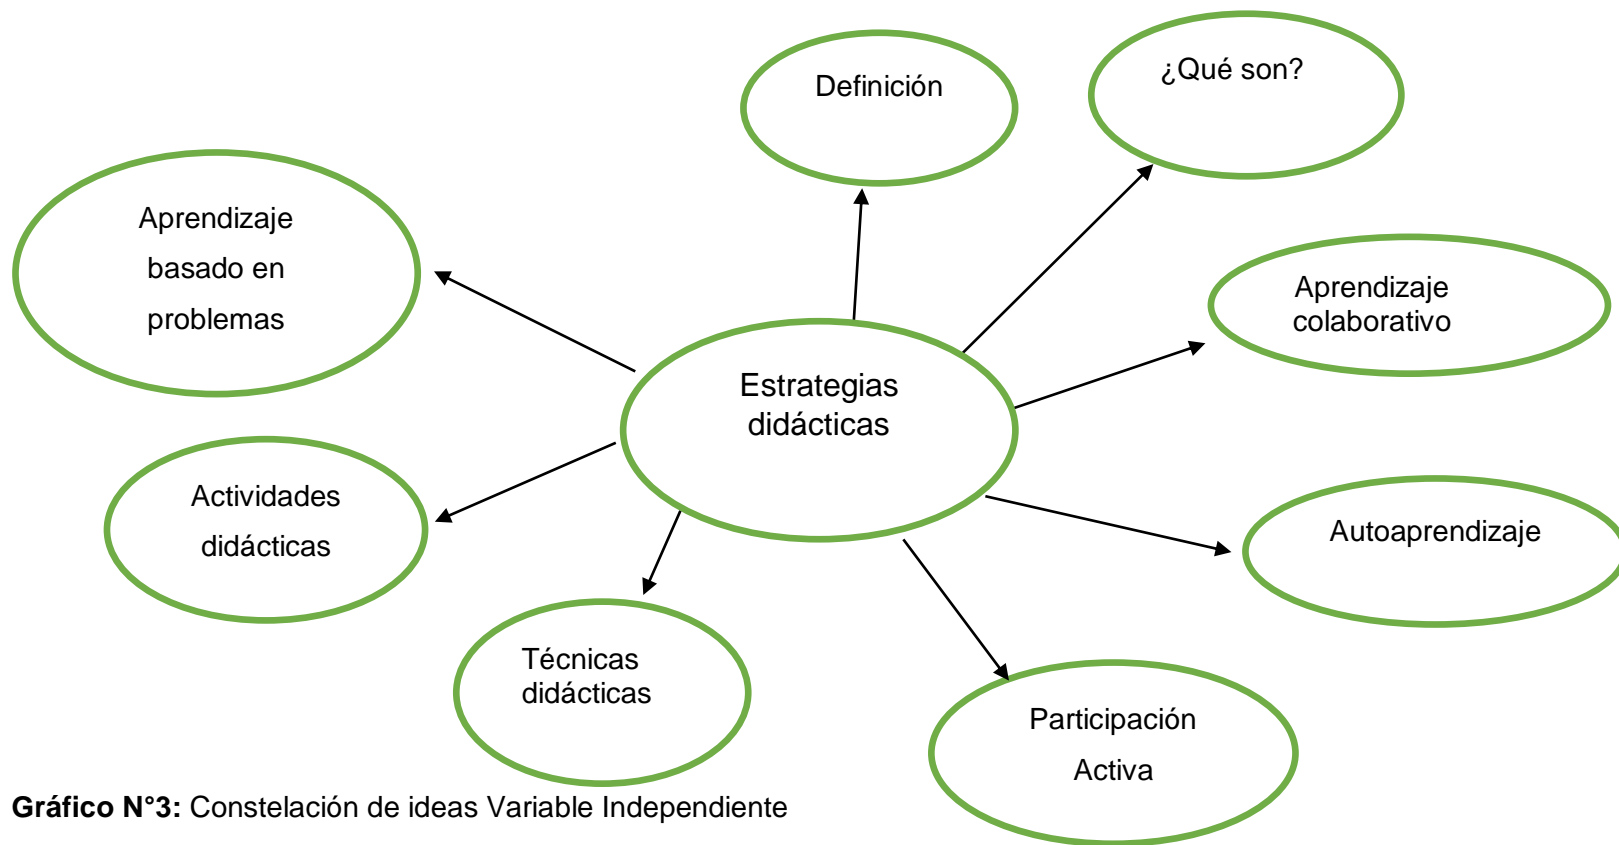 Definición
¿Qué son?
Aprendizaje
basado en
problemas
Aprendizaje
colaborativo
Estrategias
didácticas
Actividades
didácticas
Autoaprendizaje
Técnicas
didácticas
Participación
Activa
Gráfico N°3: Constelación de ideas Variable Independiente